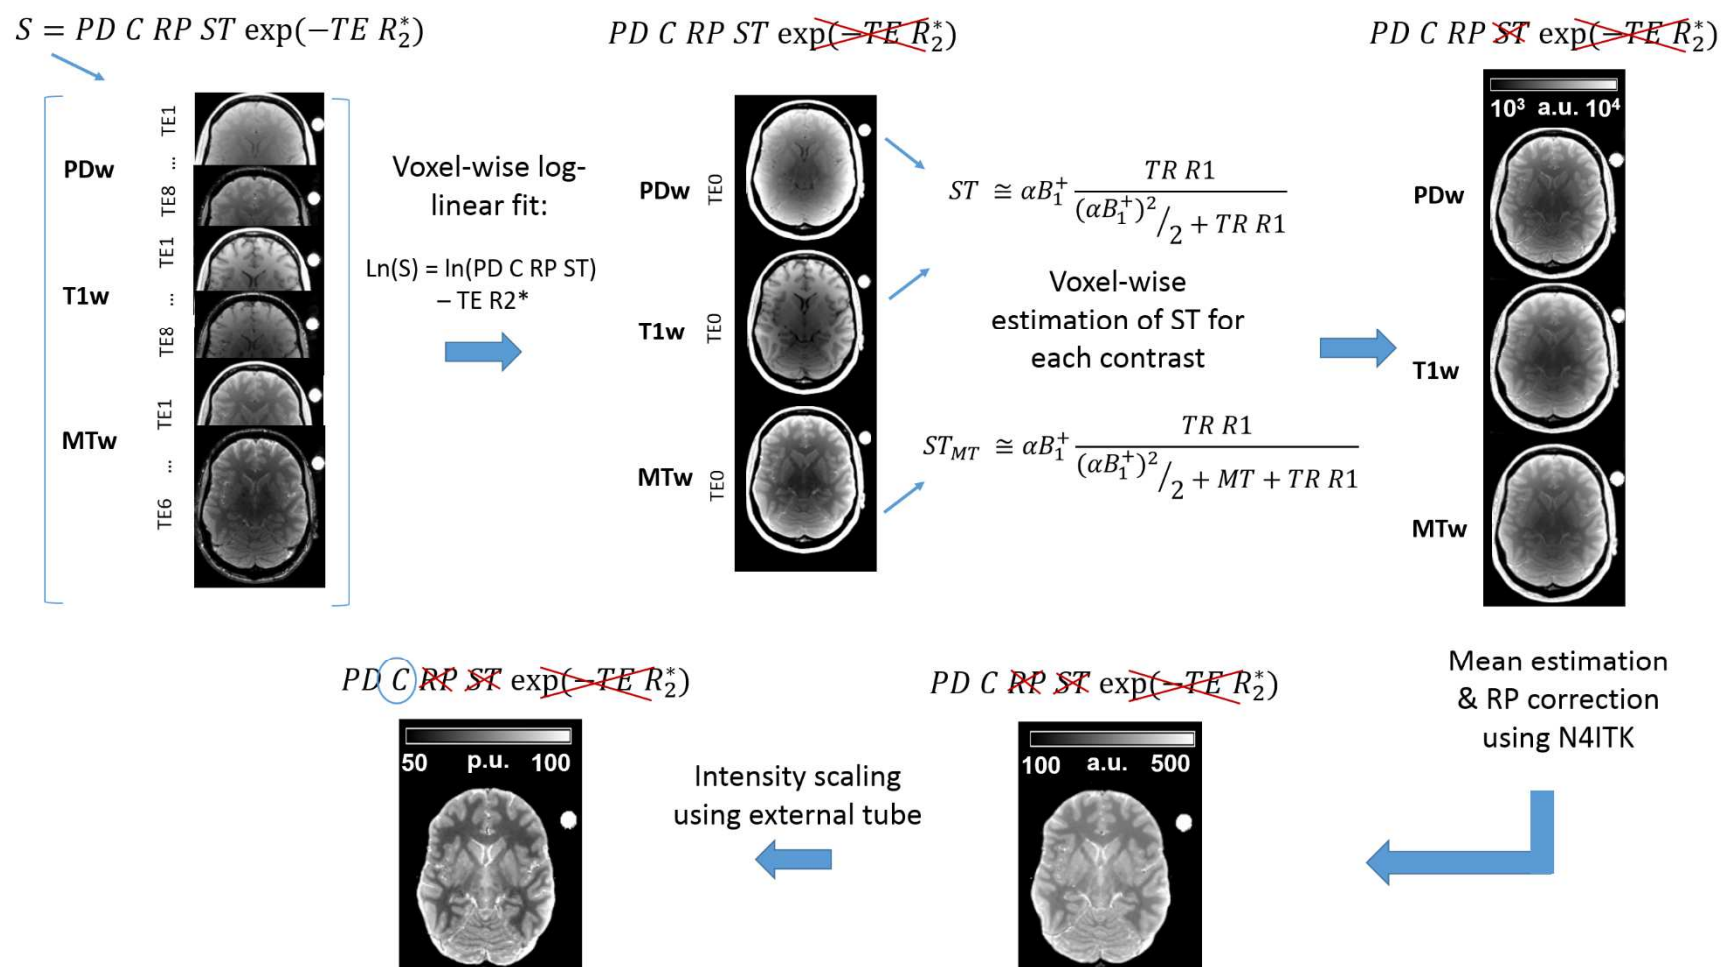 S = PD C RP ST exp(−TE R₂*)
PD C RP ST exp(−TE R₂*)
PD C RP ST exp(−TE R₂*)
PDw
TE1
...
TE8
T1w
TE1
...
TE8
MTw
TE1
...
TE6
Voxel-wise log-
linear fit:
Ln(S) = ln(PD C RP ST)
– TE R2*
PDw
TE0
T1w
TE0
MTw
TE0
ST ≅ αB₁⁺ TR R1 / ((αB₁⁺)²/2 + TR R1)
Voxel-wise
estimation of ST for
each contrast
ST_MT ≅ αB₁⁺ TR R1 / ((αB₁⁺)²/2 + MT + TR R1)
10³ a.u. 10⁴
PDw
T1w
MTw
Mean estimation
& RP correction
using N4ITK
PD C RP ST exp(−TE R₂*)
100 a.u. 500
Intensity scaling
using external tube
PD C RP ST exp(−TE R₂*)
50 p.u. 100